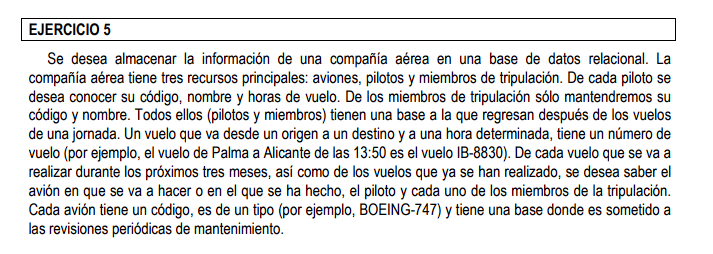 EJERCICIO 5
Se desea almacenar la información de una compañía aérea en una base de datos relacional. La
compañía aérea tiene tres recursos principales: aviones, pilotos y miembros de tripulación. De cada piloto se
desea conocer su código, nombre y horas de vuelo. De los miembros de tripulación sólo mantendremos su
código y nombre. Todos ellos (pilotos y miembros) tienen una base a la que regresan después de los vuelos
de una jornada. Un vuelo que va desde un origen a un destino y a una hora determinada, tiene un número de
vuelo (por ejemplo, el vuelo de Palma a Alicante de las 13:50 es el vuelo IB-8830). De cada vuelo que se va a
realizar durante los próximos tres meses, así como de los vuelos que ya se han realizado, se desea saber el
avión en que se va a hacer o en el que se ha hecho, el piloto y cada uno de los miembros de la tripulación.
Cada avión tiene un código, es de un tipo (por ejemplo, BOEING-747) y tiene una base donde es sometido a
las revisiones periódicas de mantenimiento.